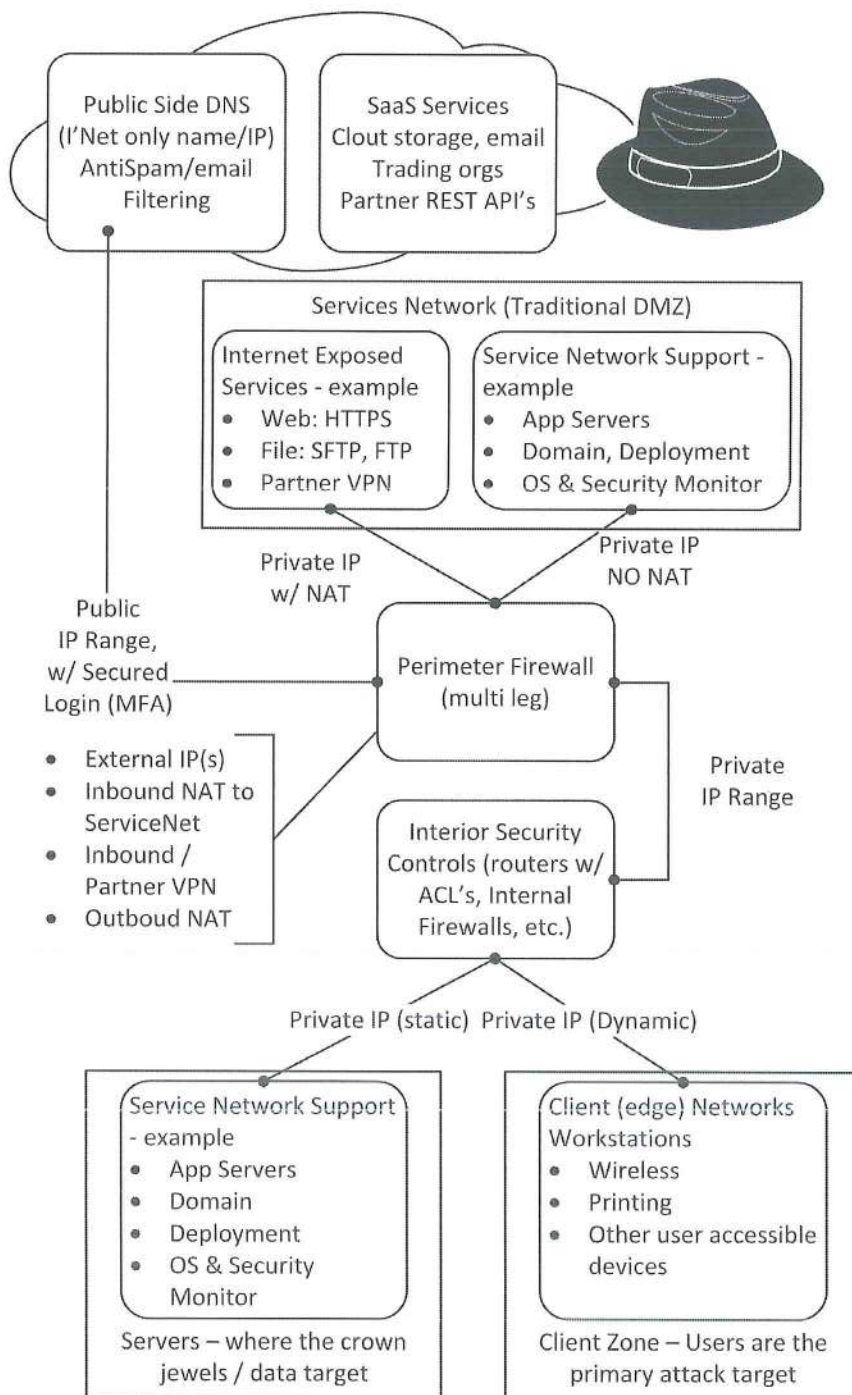 Public Side DNS
(I'Net only name/IP)
AntiSpam/email
Filtering
SaaS Services
Clout storage, email
Trading orgs
Partner REST API's
Services Network (Traditional DMZ)
Internet Exposed
Services - example
• Web: HTTPS
• File: SFTP, FTP
• Partner VPN
Service Network Support -
example
• App Servers
• Domain, Deployment
• OS & Security Monitor
Private IP
w/ NAT
Private IP
NO NAT
Public
IP Range,
w/ Secured
Login (MFA)
Perimeter Firewall
(multi leg)
• External IP(s)
• Inbound NAT to
ServiceNet
• Inbound /
Partner VPN
• Outboud NAT
Private
IP Range
Interior Security
Controls (routers w/
ACL's, Internal
Firewalls, etc.)
Private IP (static)
Private IP (Dynamic)
Service Network Support
- example
• App Servers
• Domain
• Deployment
• OS & Security
Monitor
Servers – where the crown
jewels / data target
Client (edge) Networks
Workstations
• Wireless
• Printing
• Other user accessible
devices
Client Zone – Users are the
primary attack target